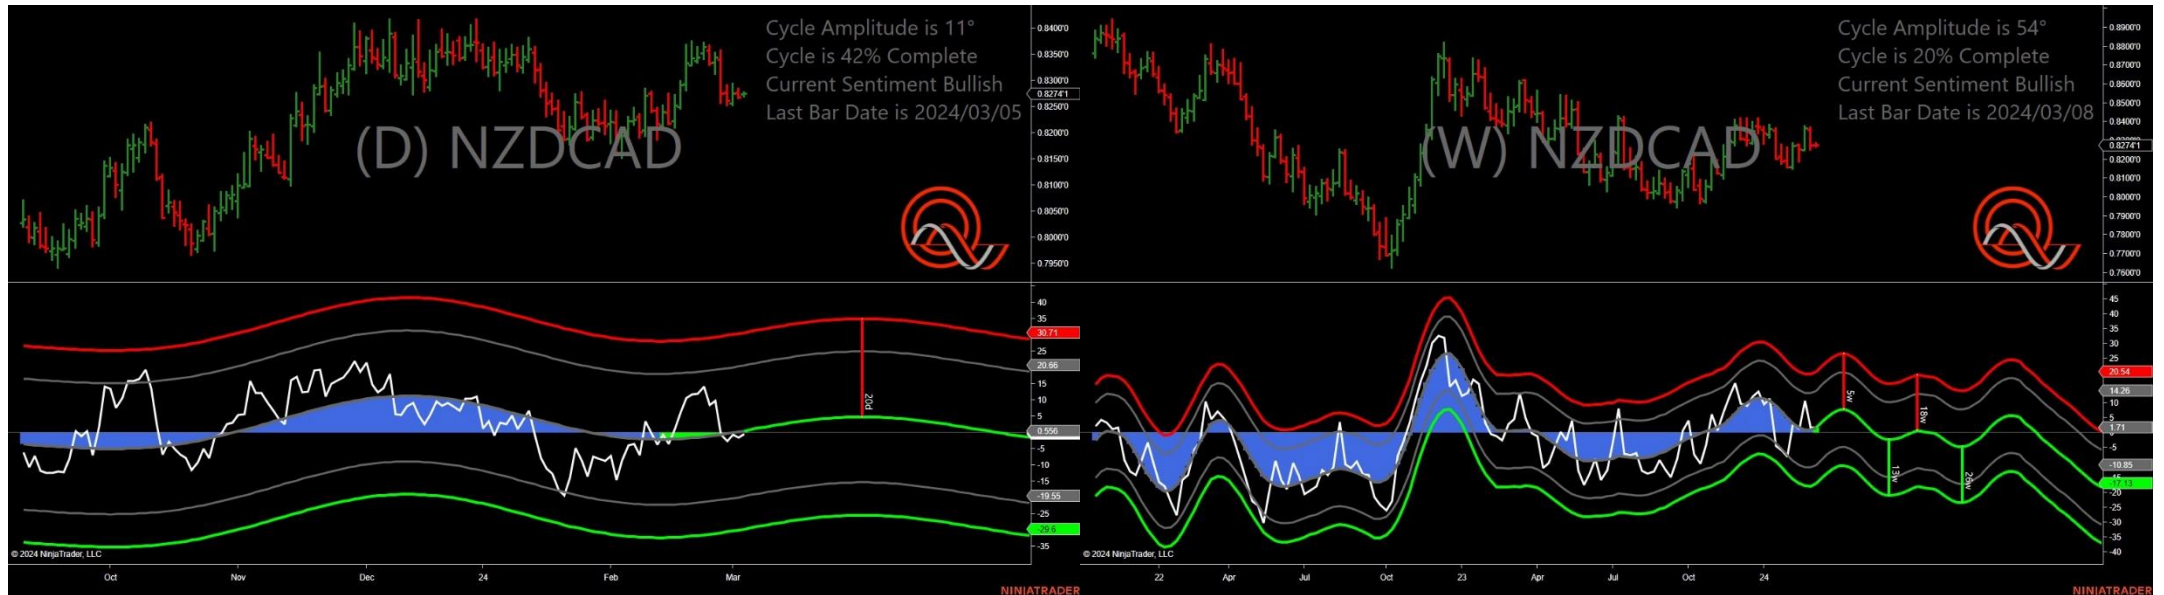 Cycle Amplitude is 11°
Cycle is 42% Complete
Current Sentiment Bullish
Last Bar Date is 2024/03/05
(D) NZDCAD
0.8400'0
0.8350'0
0.8300'0
0.8274'1
0.8250'0
0.8200'0
0.8150'0
0.8100'0
0.8050'0
0.8000'0
0.7950'0
40
35
30.71
25
20.66
15
10
5
0.556
-5
-10
-15
-19.55
-25
-29.6
-35
20d
© 2024 NinjaTrader, LLC
Oct
Nov
Dec
24
Feb
Mar
NINJATRADER
Cycle Amplitude is 54°
Cycle is 20% Complete
Current Sentiment Bullish
Last Bar Date is 2024/03/08
(W) NZDCAD
0.8900'0
0.8800'0
0.8700'0
0.8600'0
0.8500'0
0.8400'0
0.8274'1
0.8200'0
0.8100'0
0.8000'0
0.7900'0
0.7800'0
0.7700'0
0.7600'0
45
40
35
30
25
20.54
14.26
10
5
1.71
-5
-10.85
-17.13
-20
-25
-30
-35
-40
5w
18w
13w
26w
© 2024 NinjaTrader, LLC
22
Apr
Jul
Oct
23
Apr
Jul
Oct
24
NINJATRADER